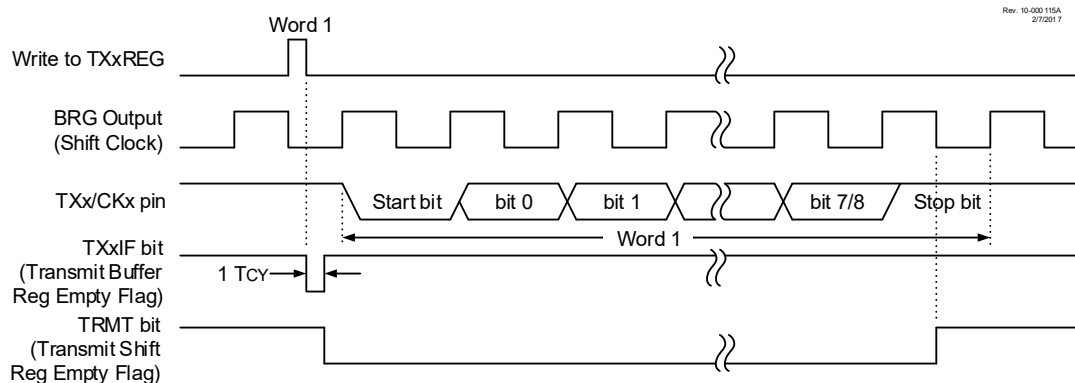 Rev. 10-000 115A
2/7/201 7
Word 1
Write to TXxREG
BRG Output
(Shift Clock)
TXx/CKx pin
Start bit
bit 0
bit 1
bit 7/8
Stop bit
Word 1
TXxIF bit
(Transmit Buffer
Reg Empty Flag)
1 TCY
TRMT bit
(Transmit Shift
Reg Empty Flag)